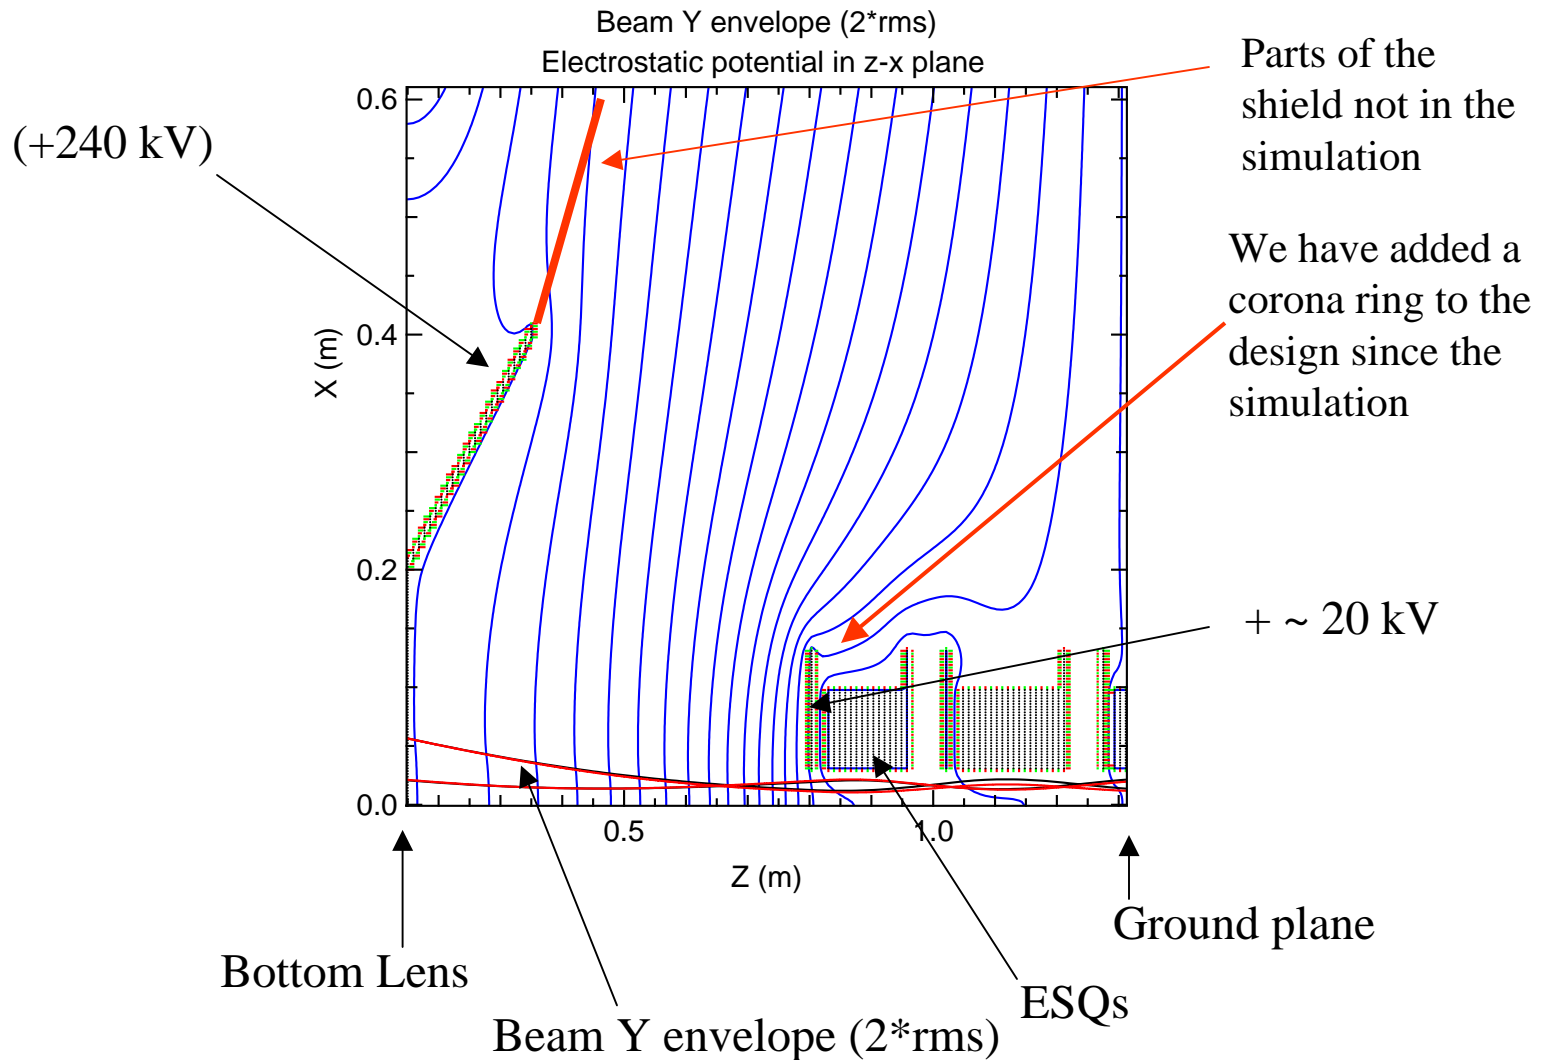 Beam Y envelope (2*rms)
Electrostatic potential in z-x plane
Parts of the
shield not in the
simulation
(+240 kV)
We have added a
corona ring to the
design since the
simulation
+ ~ 20 kV
0.6
0.4
0.2
0.0
X (m)
0.5
1.0
Z (m)
Bottom Lens
Ground plane
Beam Y envelope (2*rms)
ESQs